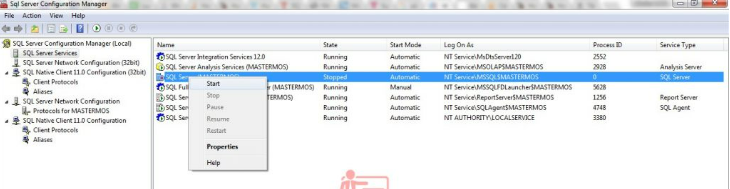 Sql Server Configuration Manager
File Action View Help
SQL Server Configuration Manager (Local)
SQL Server Services
SQL Server Network Configuration (32bit)
SQL Native Client 11.0 Configuration (32bit)
Client Protocols
Aliases
SQL Server Network Configuration
Protocols for MASTERMOS
SQL Native Client 11.0 Configuration
Client Protocols
Aliases
Name State Start Mode Log On As Process ID Service Type
SQL Server Integration Services 12.0 Running Automatic NT Service\MsDtsServer120 2552
SQL Server Analysis Services (MASTERMOS) Running Automatic NT Service\MSOLAP$MASTERMOS 2928 Analysis Server
SQL Server (MASTERMOS) Stopped Automatic NT Service\MSSQL$MASTERMOS 0 SQL Server
SQL Full er (MASTERMOS) Running Manual NT Service\MSSQLFDLauncher$MASTERMOS 5628
SQL Ser TERMOS) Running Automatic NT Service\ReportServer$MASTERMOS 1256 Report Server
SQL Ser Running Automatic NT Service\SQLAgent$MASTERMOS 4748 SQL Agent
SQL Ser Running Automatic NT AUTHORITY\LOCALSERVICE 3380
Start
Stop
Pause
Resume
Restart
Properties
Help